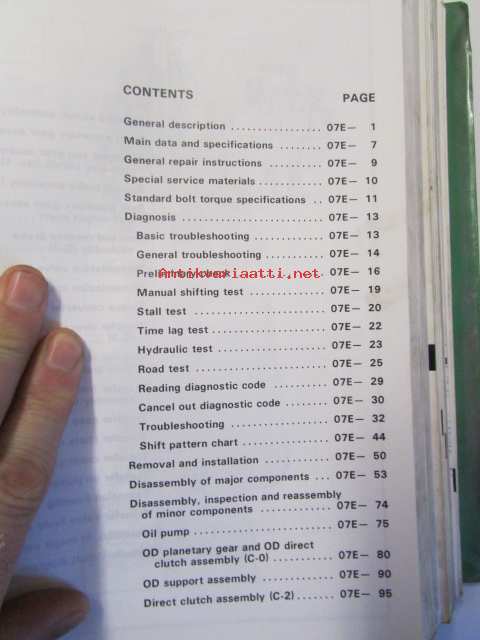 CONTENTS PAGE
General description ................. 07E— 1
Main data and specifications ........ 07E— 7
General repair instructions .......... 07E— 9
Special service materials ............ 07E— 10
Standard bolt torque specifications .. 07E— 11
Diagnosis ........................... 07E— 13
Basic troubleshooting ............. 07E— 13
General troubleshooting ........... 07E— 14
Preliminary check 07E— 16
Antikvariaatti.net
Manual shifting test .............. 07E— 19
Stall test ........................ 07E— 20
Time lag test ..................... 07E— 22
Hydraulic test .................... 07E— 23
Road test ......................... 07E— 25
Reading diagnostic code .......... 07E— 29
Cancel out diagnostic code ........ 07E— 30
Troubleshooting .................. 07E— 32
Shift pattern chart ................ 07E— 44
Removal and installation ............ 07E— 50
Disassembly of major components ... 07E— 53
Disassembly, inspection and reassembly
of minor components .............. 07E— 74
Oil pump ......................... 07E— 75
OD planetary gear and OD direct
clutch assembly (C-0) ........... 07E— 80
OD support assembly ............. 07E— 90
Direct clutch assembly (C-2) ....... 07E— 95